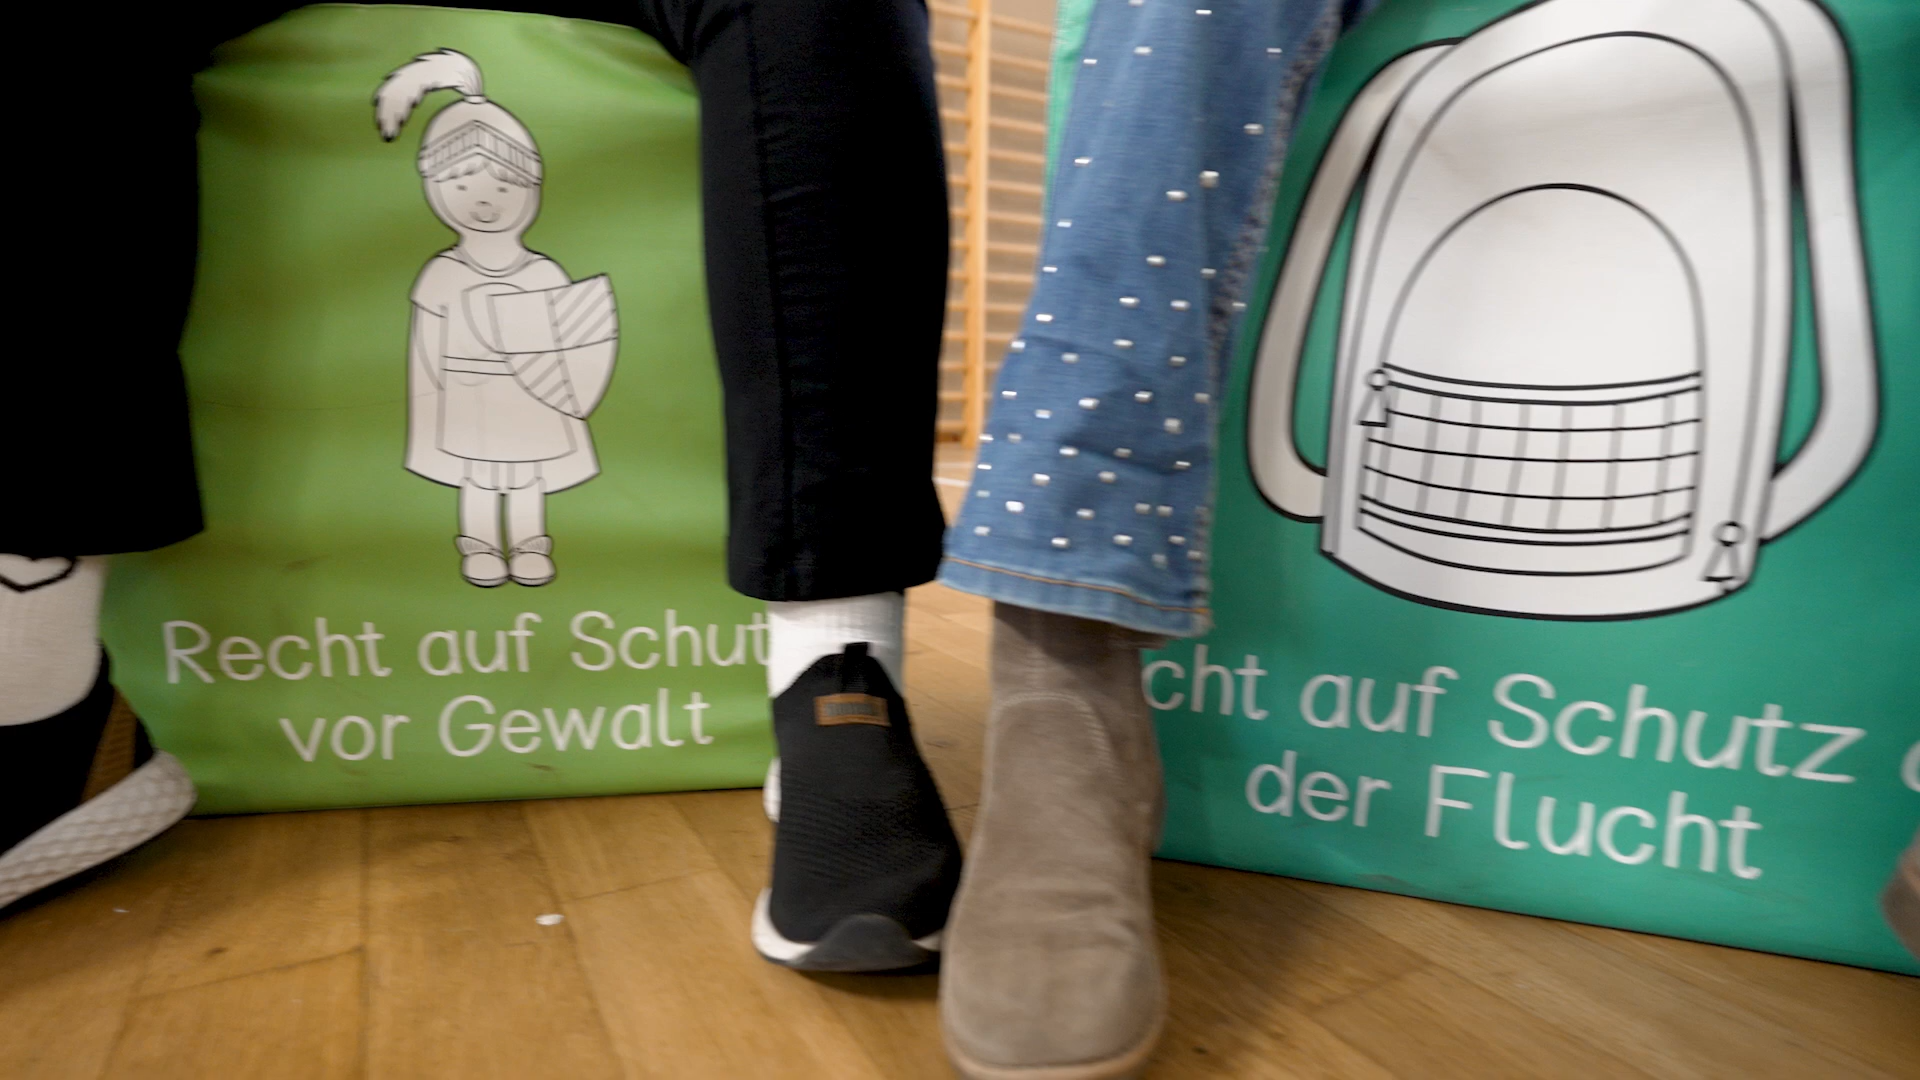 Recht auf Schut
vor Gewalt
cht auf Schutz
der Flucht